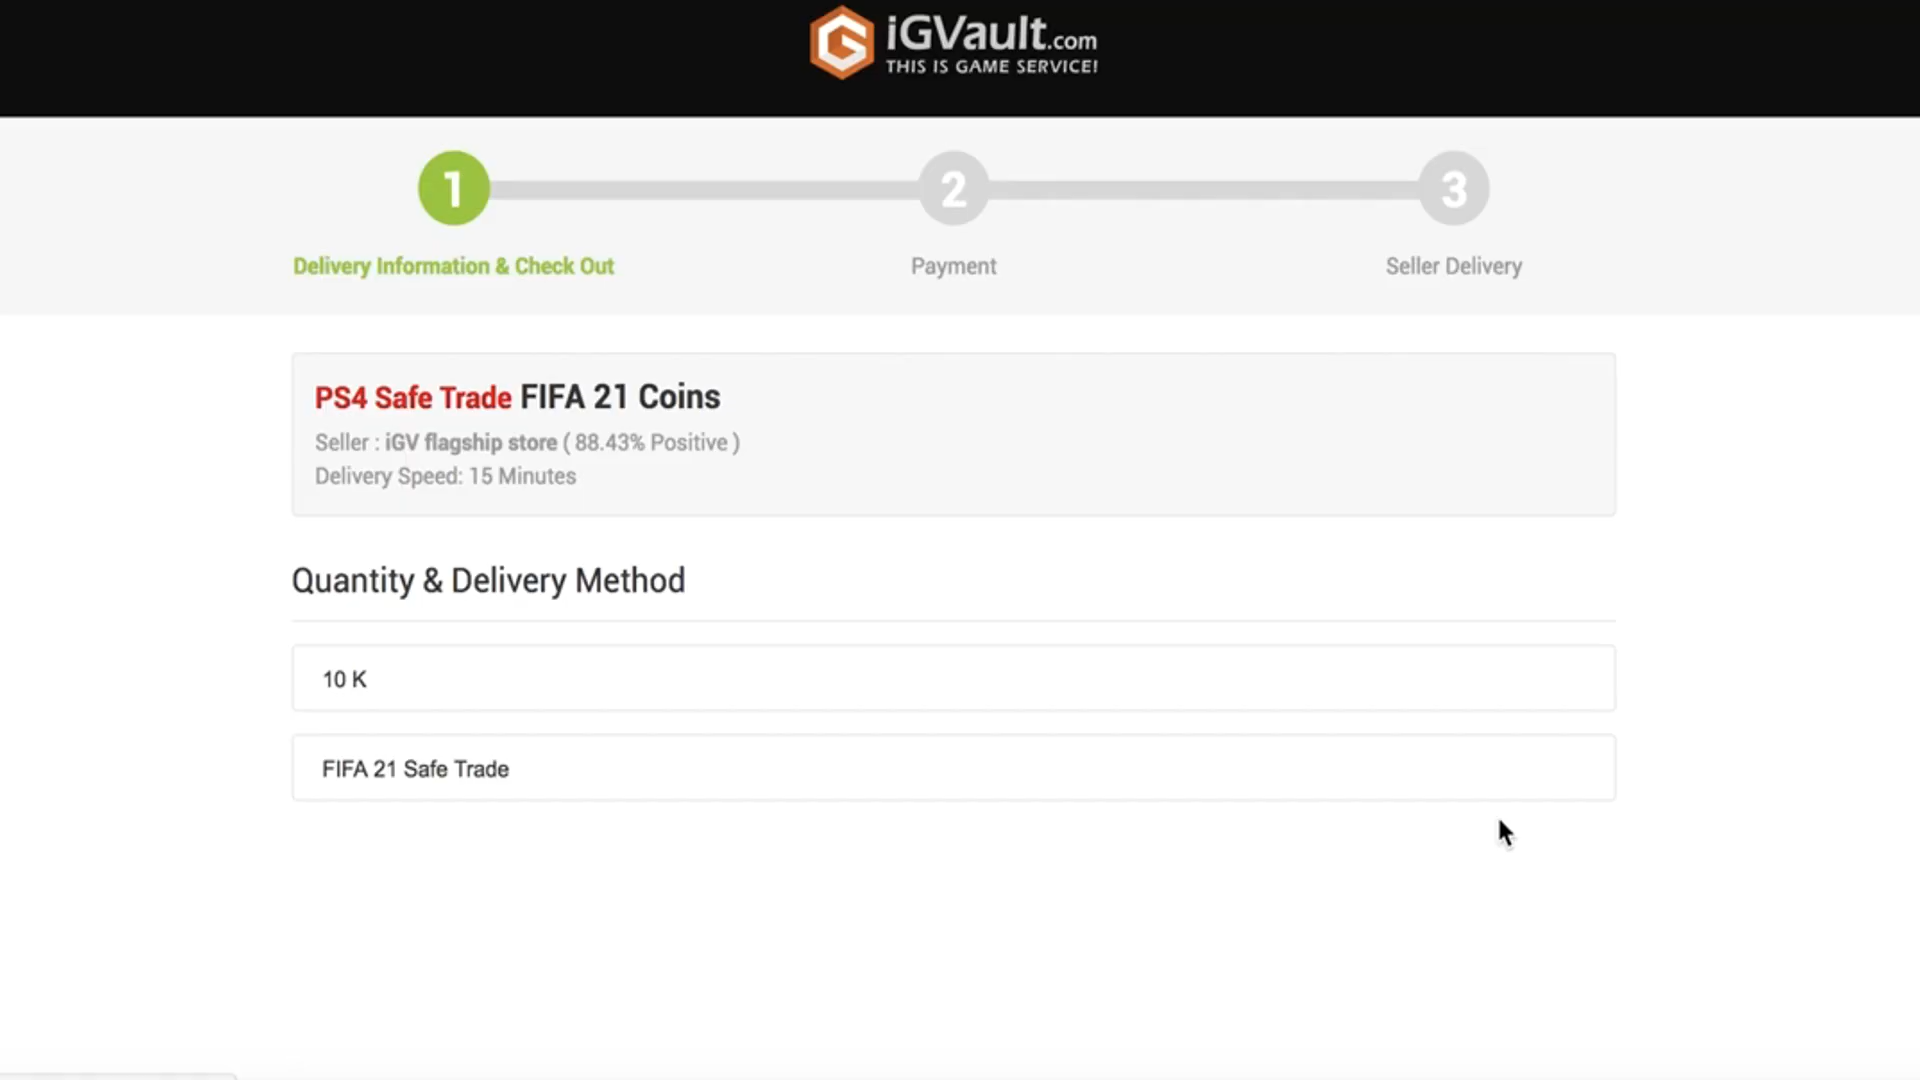 iGVault.com
THIS IS GAME SERVICE!
1
2
3
Delivery Information & Check Out
Payment
Seller Delivery
PS4 Safe Trade FIFA 21 Coins
Seller : iGV flagship store ( 88.43% Positive )
Delivery Speed: 15 Minutes
Quantity & Delivery Method
10 K
FIFA 21 Safe Trade